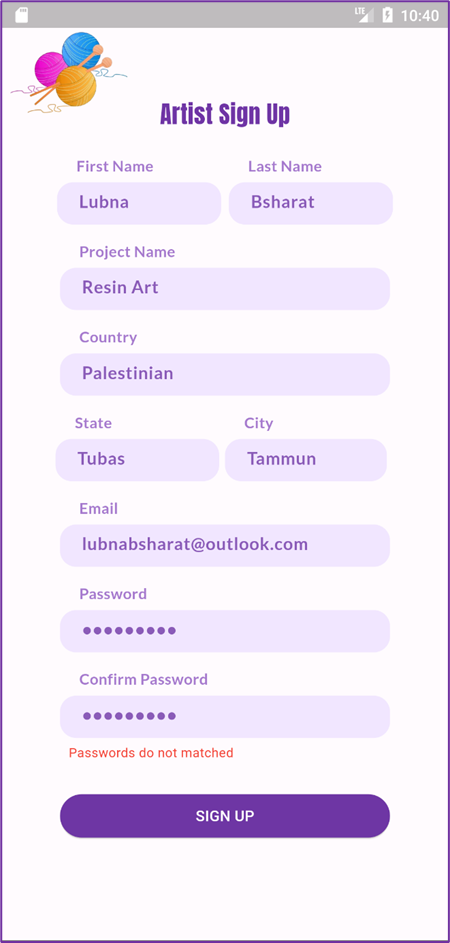 LTE 10:40
Artist Sign Up
First Name Last Name
Lubna Bsharat
Project Name
Resin Art
Country
Palestinian
State City
Tubas Tammun
Email
lubnabsharat@outlook.com
Password
•••••••••
Confirm Password
•••••••••
Passwords do not matched
SIGN UP